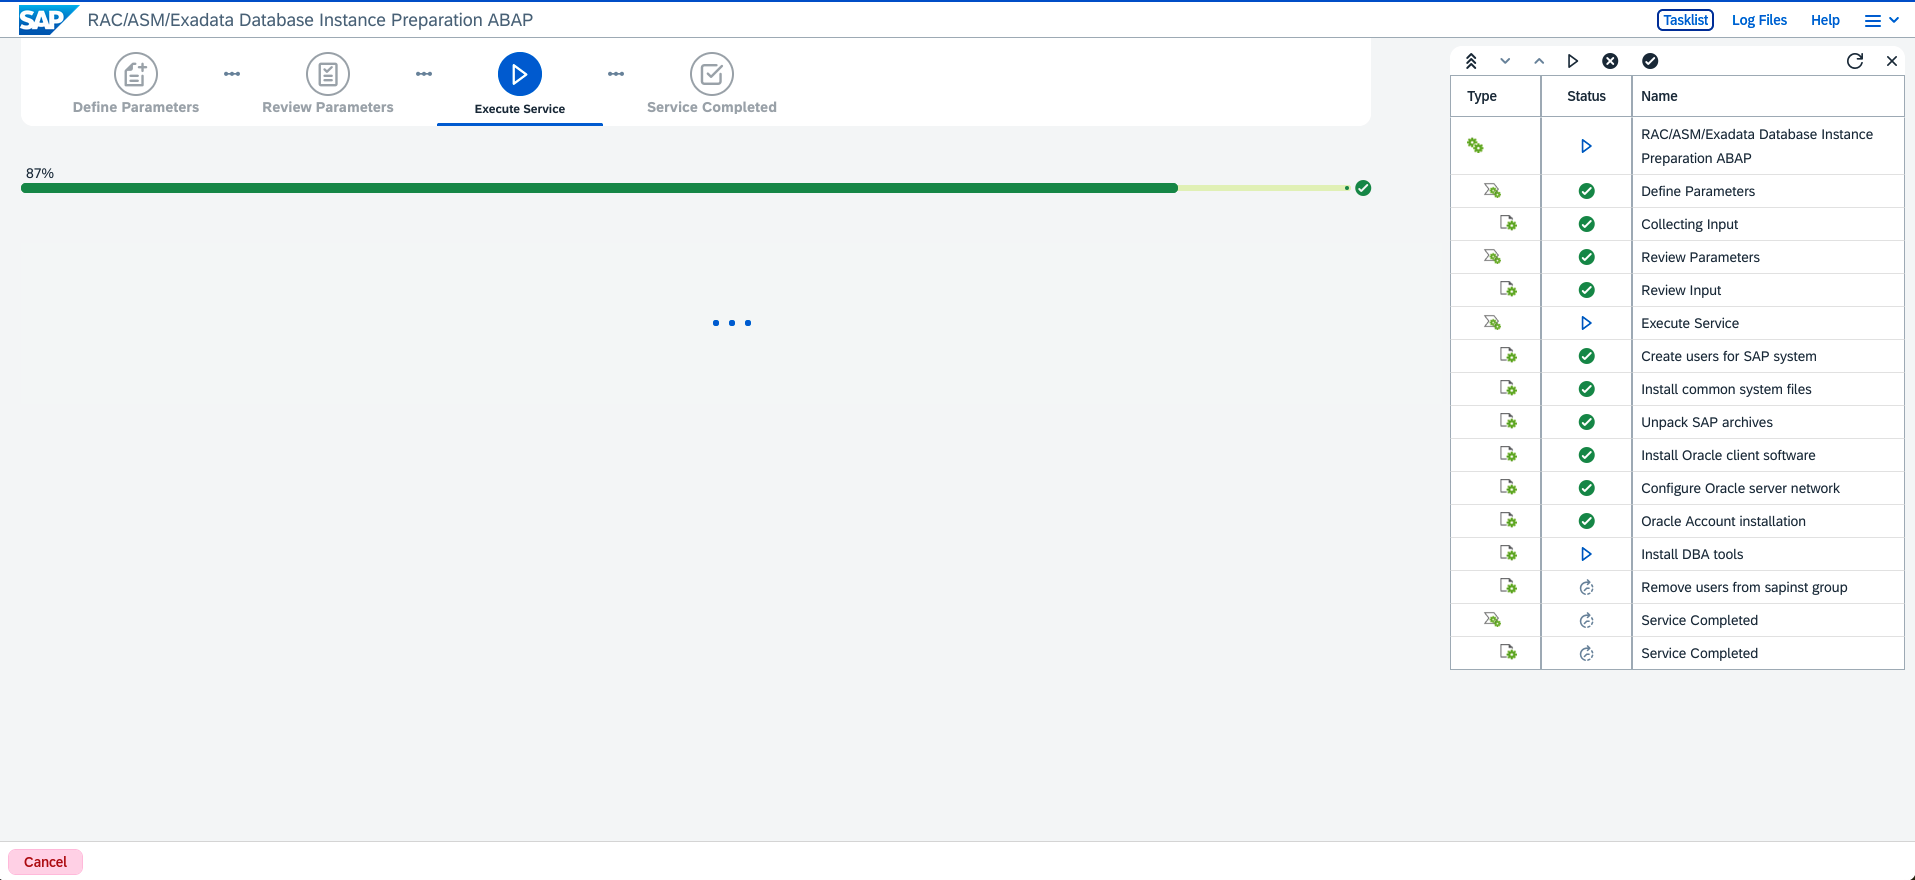 SAP RAC/ASM/Exadata Database Instance Preparation ABAP
Tasklist Log Files Help
Define Parameters Review Parameters Execute Service Service Completed
87%
Type Status Name
RAC/ASM/Exadata Database Instance
Preparation ABAP
Define Parameters
Collecting Input
Review Parameters
Review Input
Execute Service
Create users for SAP system
Install common system files
Unpack SAP archives
Install Oracle client software
Configure Oracle server network
Oracle Account installation
Install DBA tools
Remove users from sapinst group
Service Completed
Service Completed
Cancel